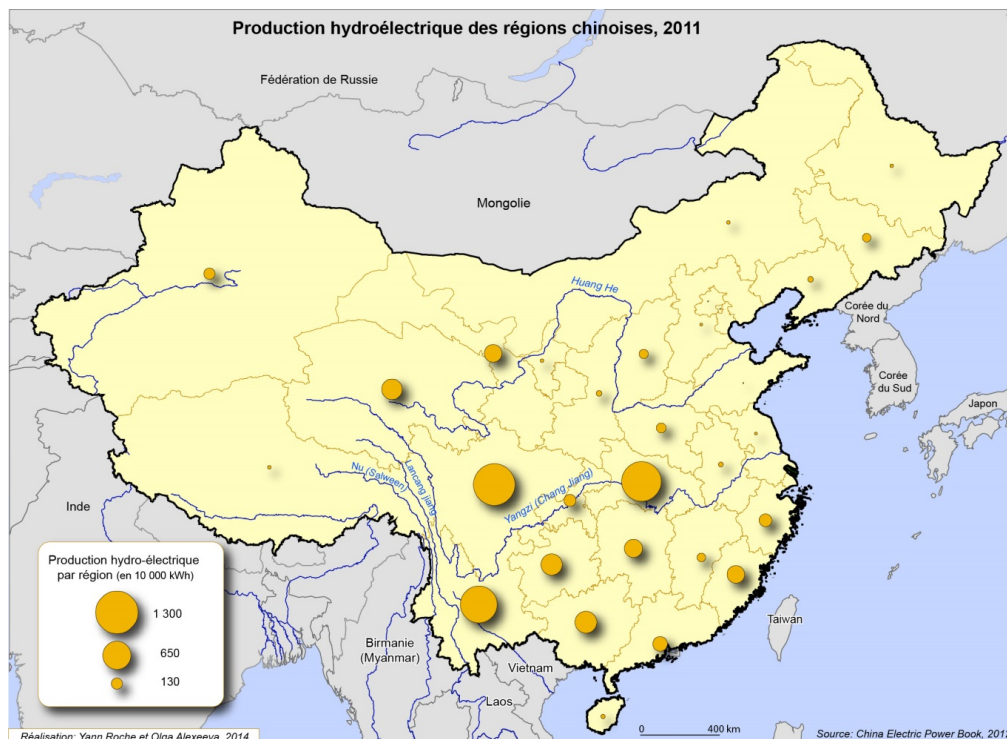 Production hydroélectrique des régions chinoises, 2011
Fédération de Russie
Mongolie
Huang He
Corée du
Nord
Corée
du Sud
Japon
Lancang jiang
Nu (Salween)
Yangzi (Chang Jiang)
Inde
Production hydro-électrique
par région (en 10 000 kWh)
1 300
650
130
Birmanie
(Myanmar)
Vietnam
Laos
Taiwan
0 400 km
Réalisation: Yann Roche et Olga Alexeeva, 2014
Source: China Electric Power Book,